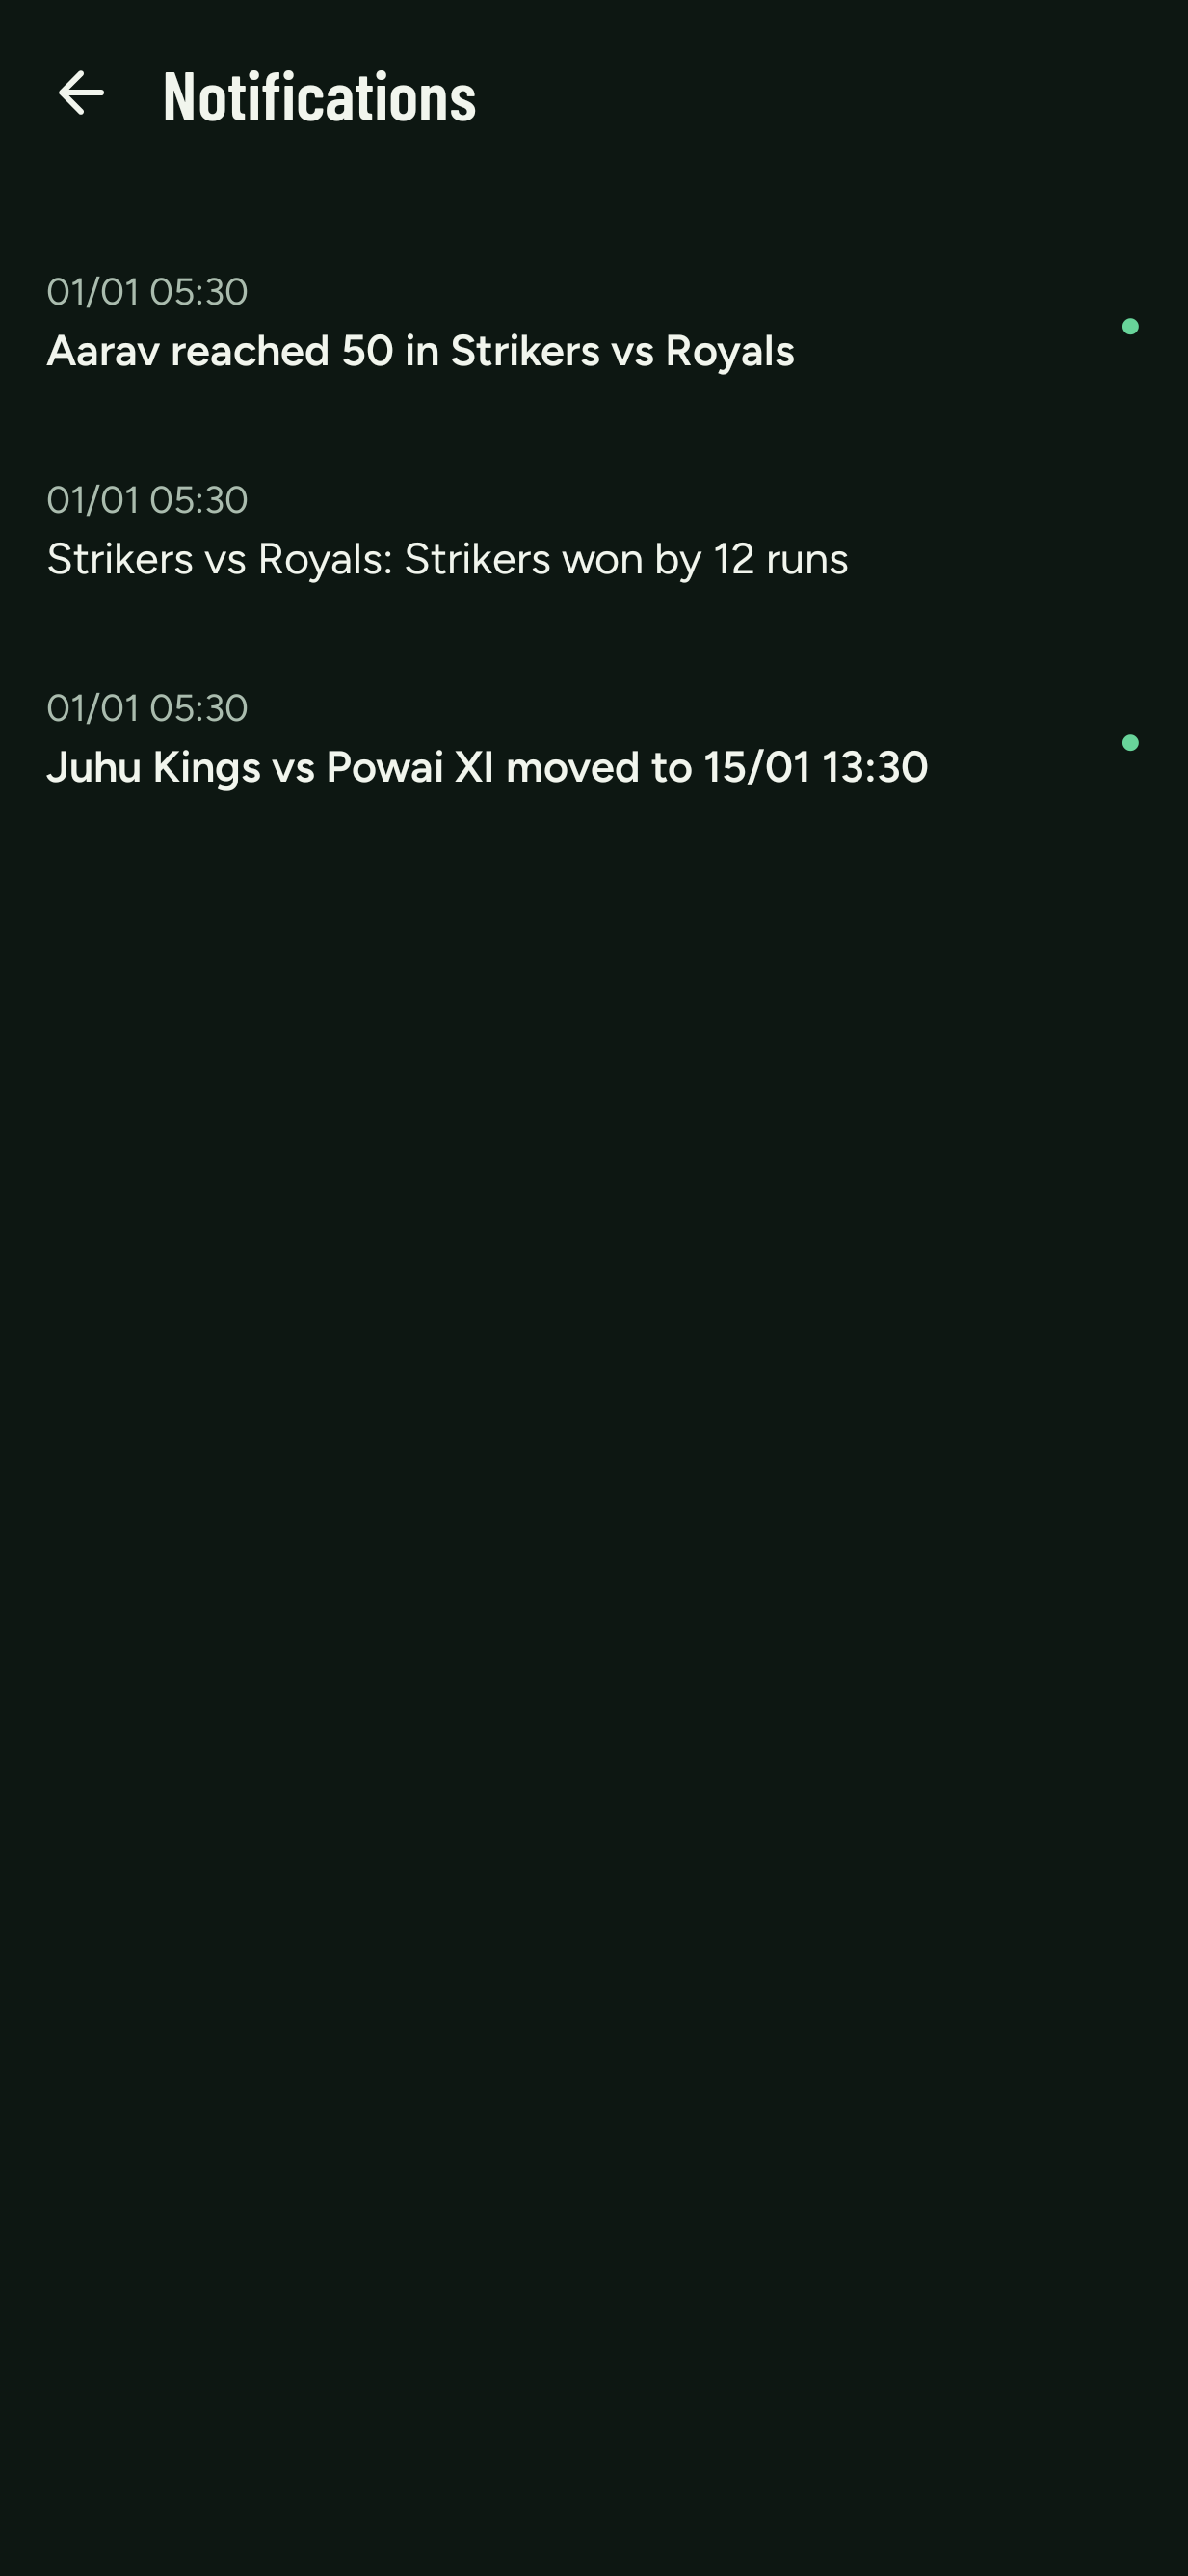 Notifications
01/01 05:30
Aarav reached 50 in Strikers vs Royals
01/01 05:30
Strikers vs Royals: Strikers won by 12 runs
01/01 05:30
Juhu Kings vs Powai XI moved to 15/01 13:30